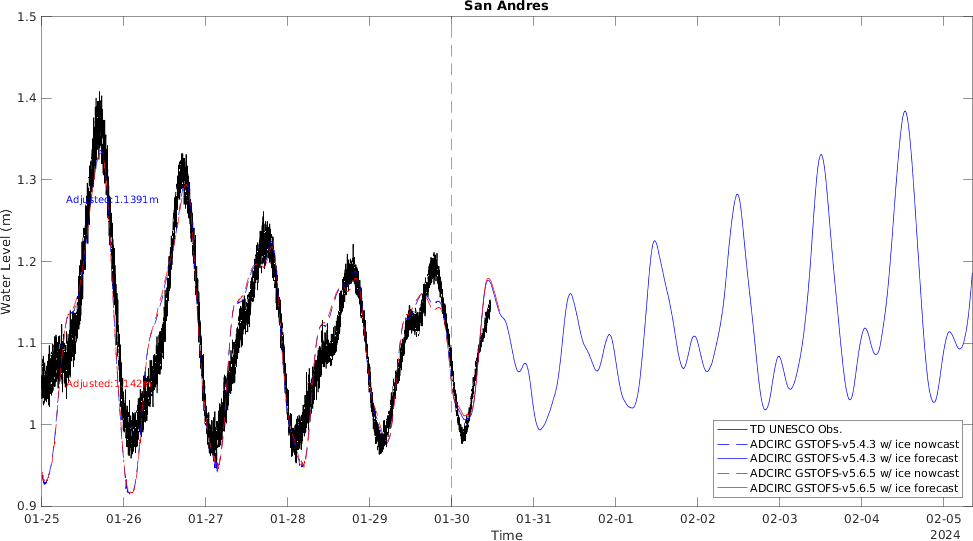 San Andres
1.5
1.4
1.3
1.2
1.1
1
0.9
Water Level (m)
Adjusted:1.1391m
Adjusted:1.142m
TD UNESCO Obs.
ADCIRC GSTOFS-v5.4.3 w/ ice nowcast
ADCIRC GSTOFS-v5.4.3 w/ ice forecast
ADCIRC GSTOFS-v5.6.5 w/ ice nowcast
ADCIRC GSTOFS-v5.6.5 w/ ice forecast
01-25 01-26 01-27 01-28 01-29 01-30 01-31 02-01 02-02 02-03 02-04 02-05
Time
2024